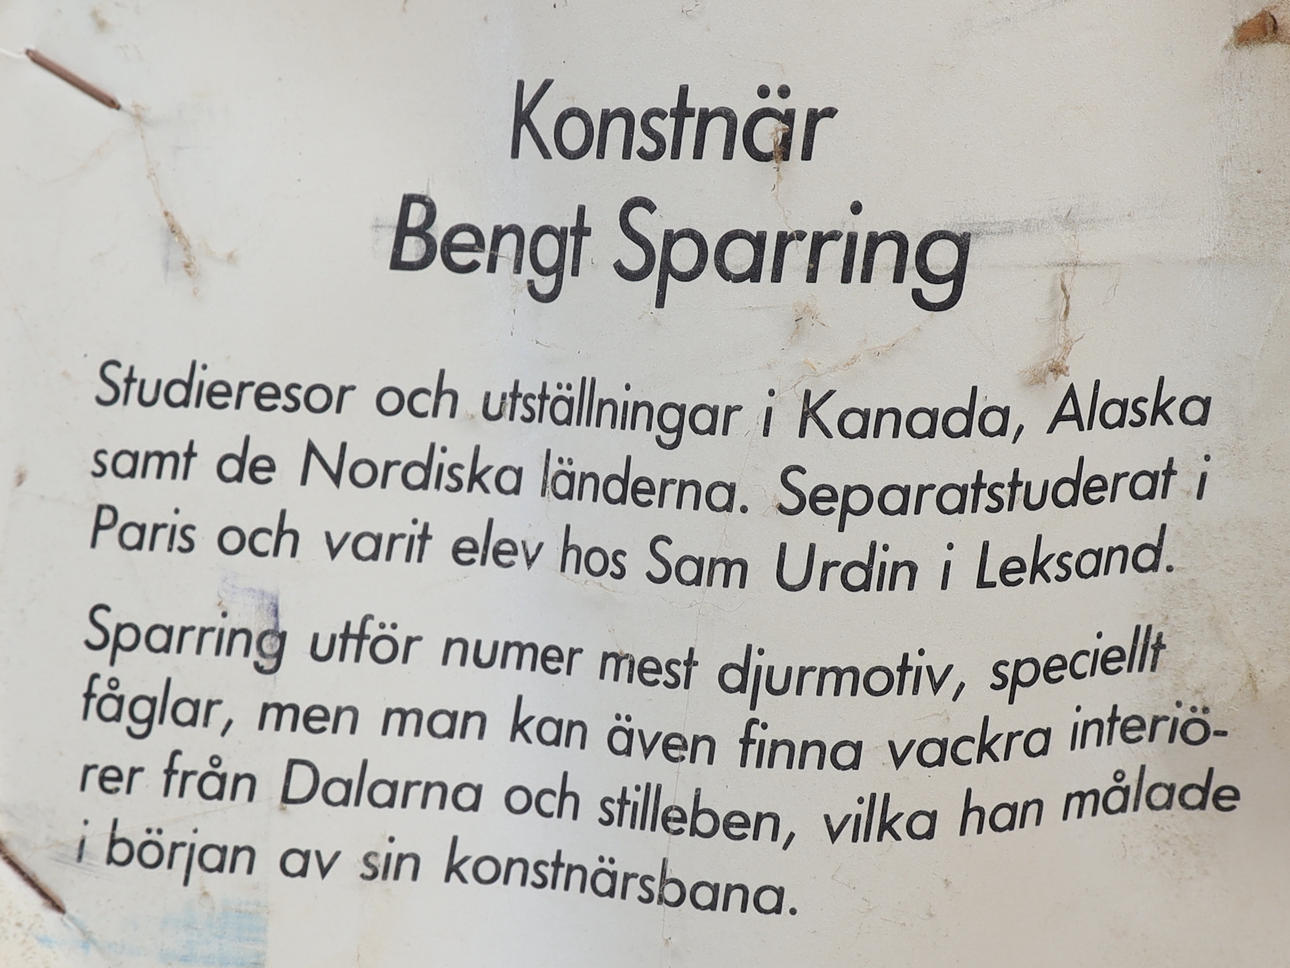 Konstnär
Bengt Sparring
Studieresor och utställningar i Kanada, Alaska
samt de Nordiska länderna. Separatstuderat i
Paris och varit elev hos Sam Urdin i Leksand.
Sparring utför numer mest djurmotiv, speciellt
fåglar, men man kan även finna vackra interiö-
rer från Dalarna och stilleben, vilka han målade
i början av sin konstnärsbana.